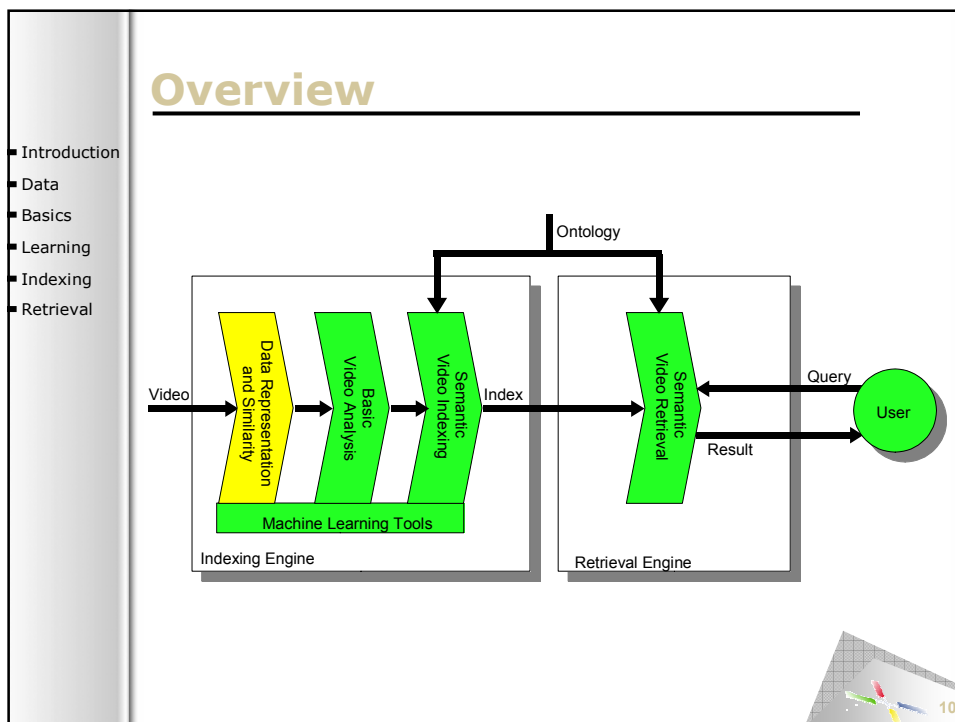 Overview
Introduction
Data
Basics
Learning
Indexing
Retrieval
Ontology
Video
Data Representation
and Similarity
Basic
Video Analysis
Semantic
Video Indexing
Index
Semantic
Video Retrieval
Query
User
Result
Machine Learning Tools
Indexing Engine
Retrieval Engine
10